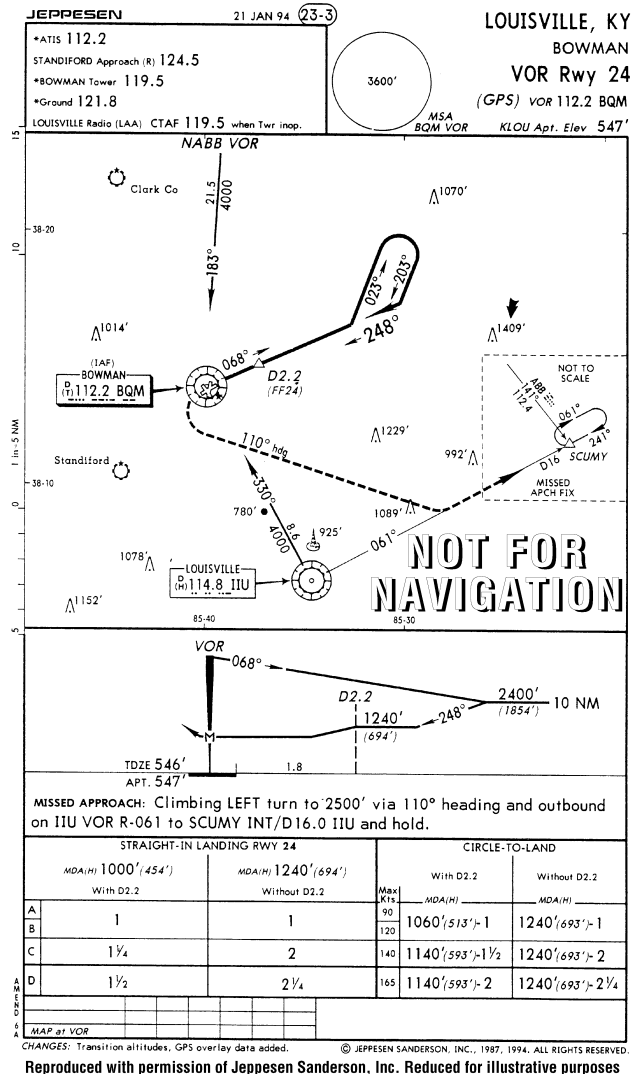 JEPPESEN 21 JAN 94 23-3 LOUISVILLE, KY
BOWMAN
VOR Rwy 24
(GPS) VOR 112.2 BQM
KLOU Apt. Elev 547'
*ATIS 112.2
STANDIFORD Approach (R) 124.5
*BOWMAN Tower 119.5
*Ground 121.8
LOUISVILLE Radio (LAA) CTAF 119.5 when Twr inop.
3600'
MSA
BQM VOR
15
NABB VOR
21.5
4000
183°
Clark Co
1070'
38-20
10
023°
203°
248°
1014'
1409'
068°
D2.2
(FF24)
(IAF)
BOWMAN
D
(T) 112.2 BQM
NOT TO
SCALE
ABB
141°
112.4
061°
241°
D16
SCUMY
MISSED
APCH FIX
1 in = 5 NM
110° hdg
1229'
992'
Standiford
38-10
0
330°
8.6
4000
780'
925'
1089'
061°
1078'
1152'
LOUISVILLE
D
(H) 114.8 IIU
NOT FOR
NAVIGATION
5
85-40
85-30
VOR
068°
D2.2
2400'
(1854')
10 NM
1240'
(694')
248°
M
TDZE 546'
APT. 547'
1.8
MISSED APPROACH: Climbing LEFT turn to 2500' via 110° heading and outbound
on IIU VOR R-061 to SCUMY INT/D16.0 IIU and hold.
STRAIGHT-IN LANDING RWY 24
CIRCLE-TO-LAND
MDA(H) 1000'(454')
With D2.2
MDA(H) 1240'(694')
Without D2.2
Max
Kts
With D2.2
MDA(H)
Without D2.2
MDA(H)
A
B
1
1
90
120
1060'(513')-1
1240'(693')-1
C
1¼
2
140
1140'(593')-1½
1240'(693')-2
D
1½
2¼
165
1140'(593')-2
1240'(693')-2¼
AMEND 6A
MAP at VOR
CHANGES: Transition altitudes, GPS overlay data added.
© JEPPESEN SANDERSON, INC., 1987, 1994. ALL RIGHTS RESERVED.
Reproduced with permission of Jeppesen Sanderson, Inc. Reduced for illustrative purposes